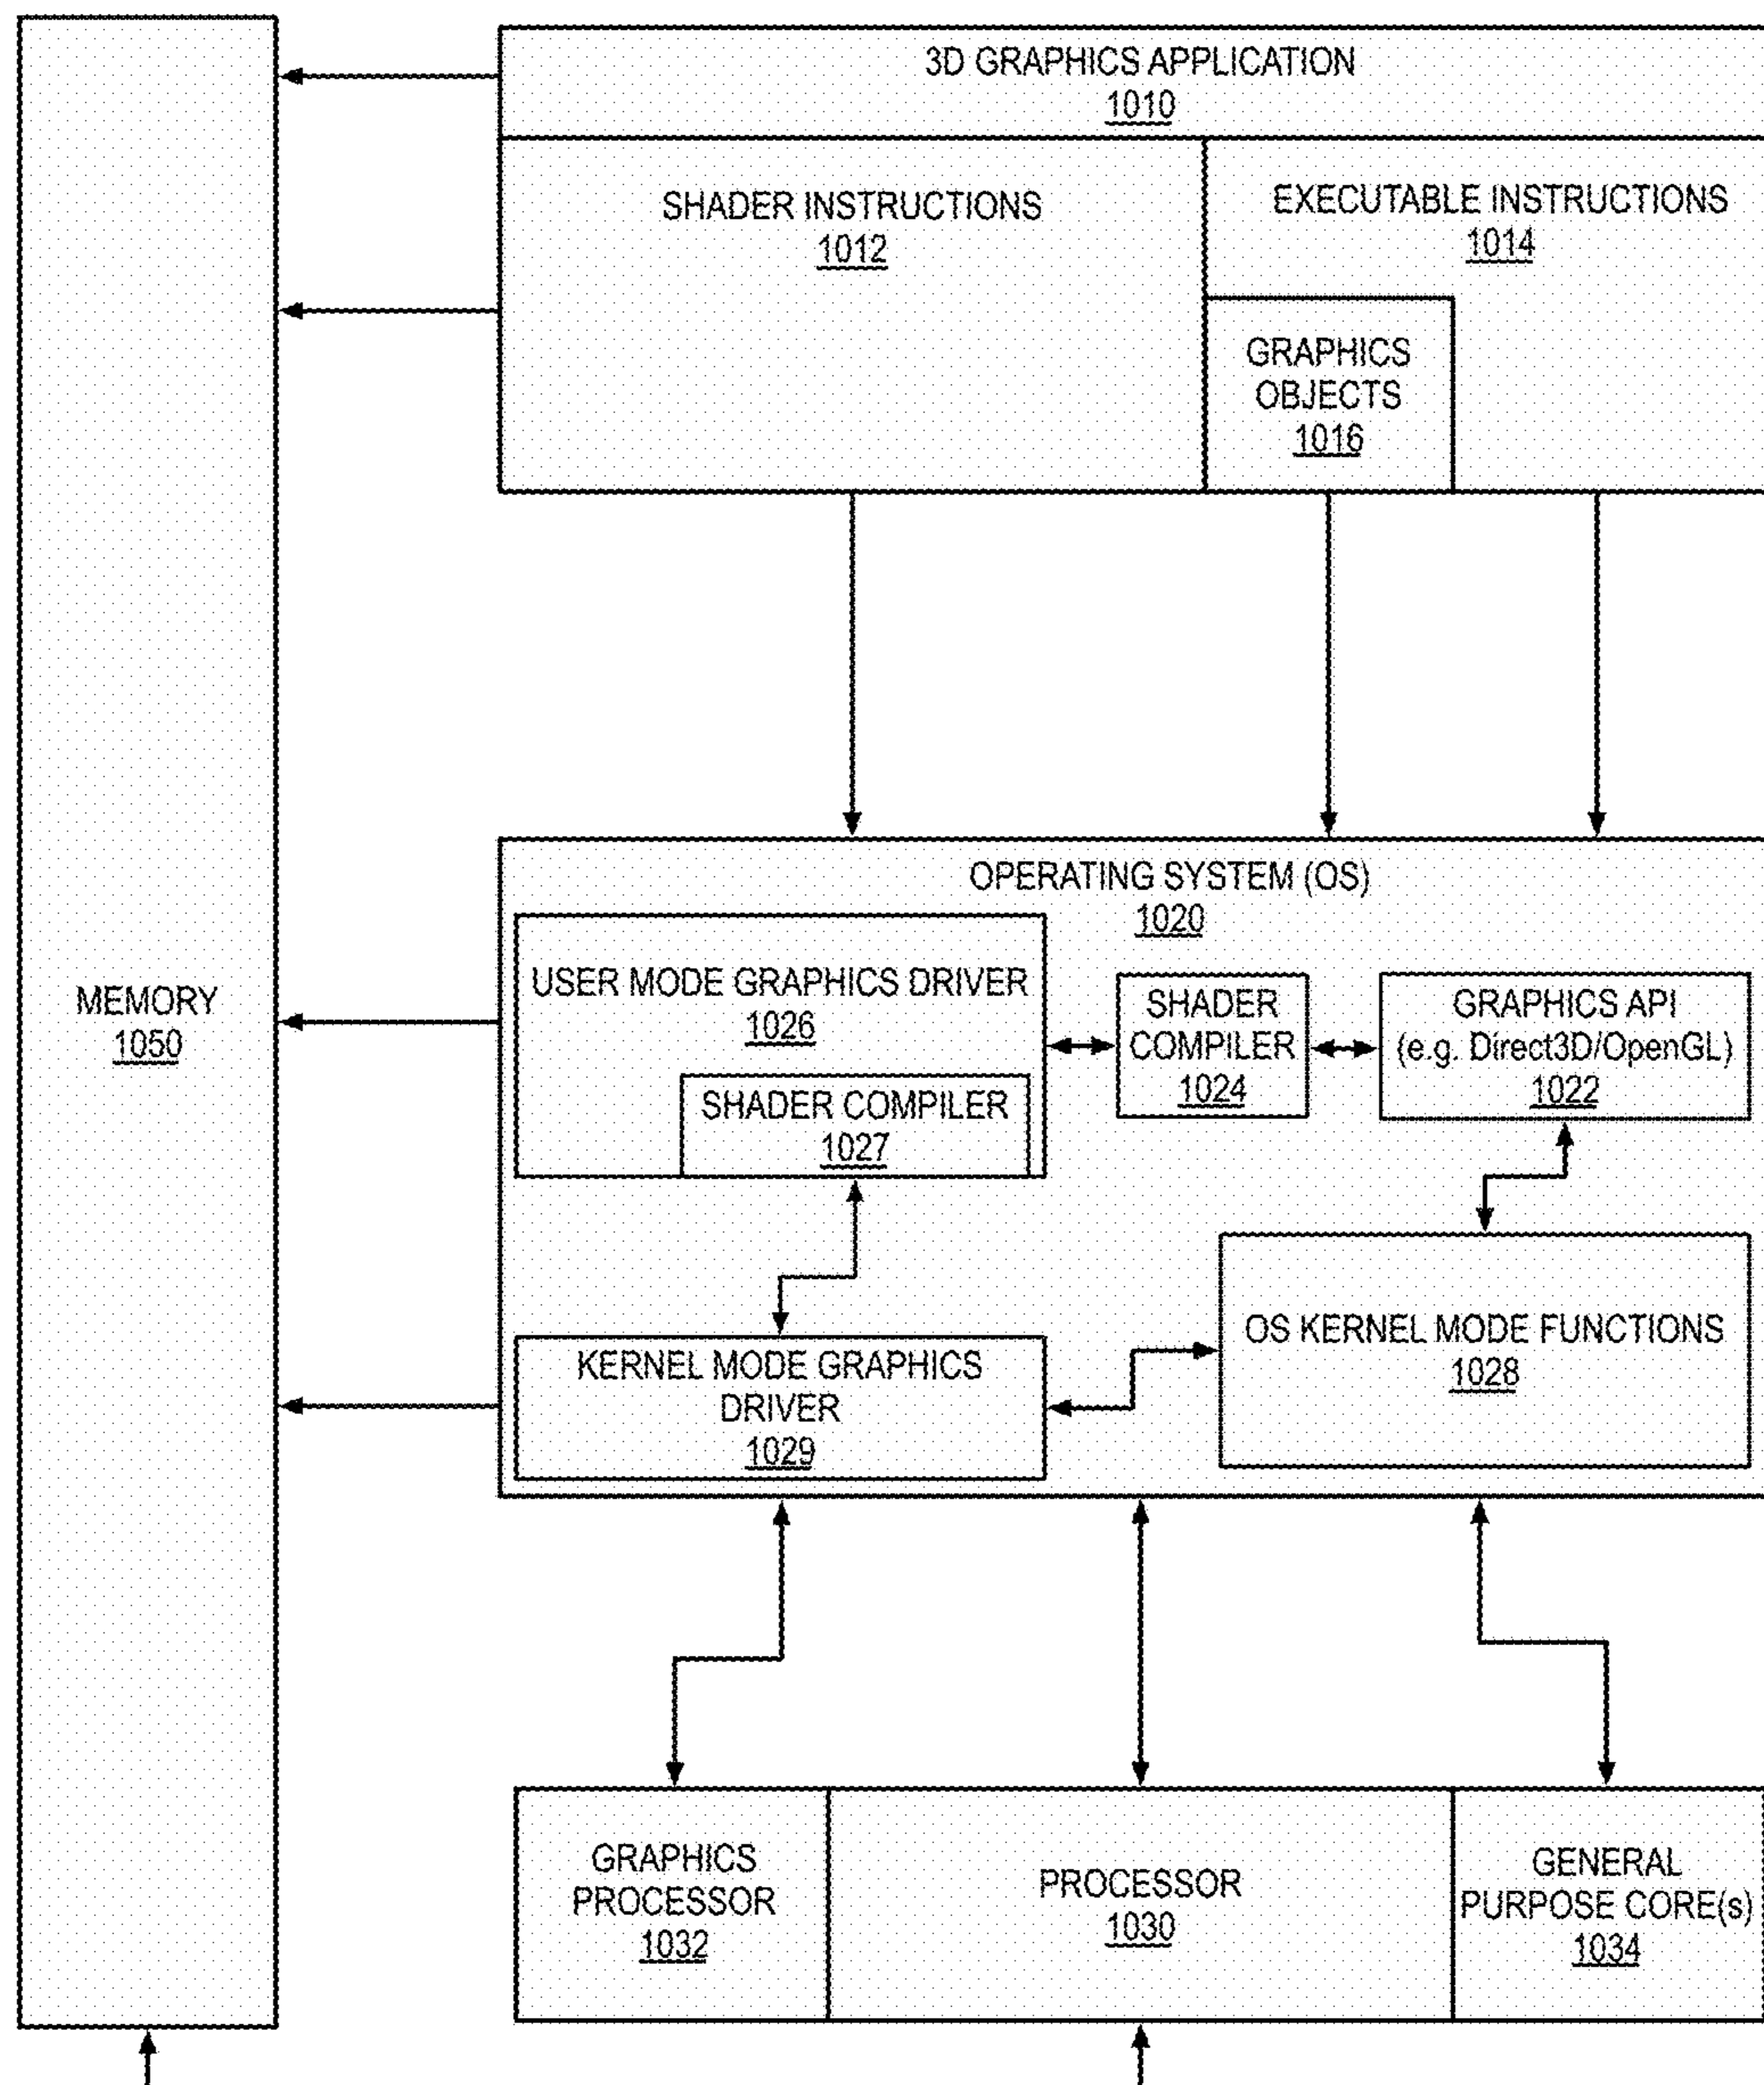 3D GRAPHICS APPLICATION
1010
SHADER INSTRUCTIONS
1012
EXECUTABLE INSTRUCTIONS
1014
GRAPHICS
OBJECTS
1016
OPERATING SYSTEM (OS)
1020
USER MODE GRAPHICS DRIVER
1026
SHADER COMPILER
1027
SHADER
COMPILER
1024
GRAPHICS API
(e.g. Direct3D/OpenGL)
1022
MEMORY
1050
OS KERNEL MODE FUNCTIONS
1028
KERNEL MODE GRAPHICS
DRIVER
1029
GRAPHICS
PROCESSOR
1032
PROCESSOR
1030
GENERAL
PURPOSE CORE(s)
1034